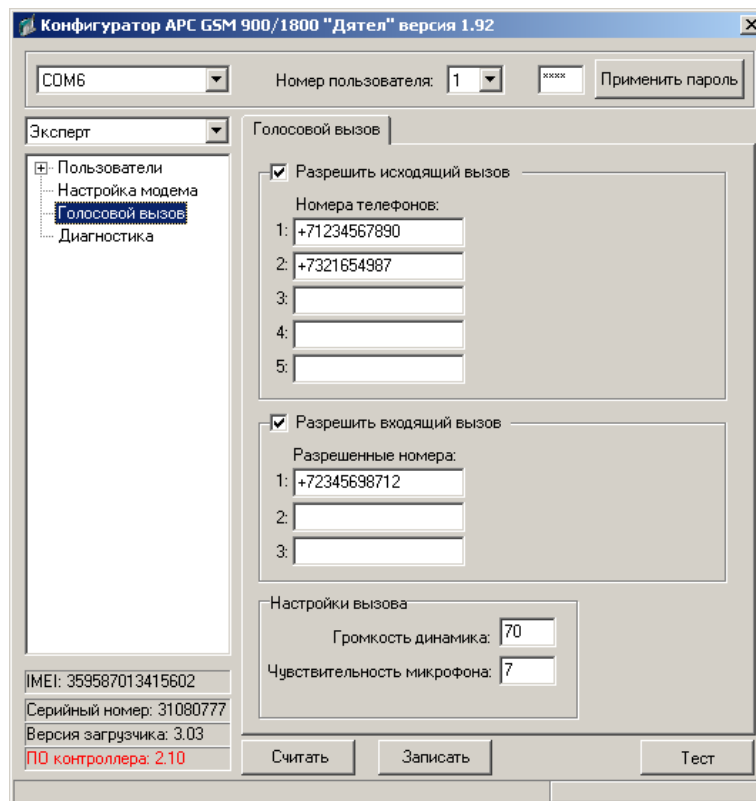 Конфигуратор АРС GSM 900/1800 "Дятел" версия 1.92
COM6 Номер пользователя: 1 **** Применить пароль
Эксперт
Пользователи
Настройка модема
Голосовой вызов
Диагностика
Голосовой вызов
Разрешить исходящий вызов
Номера телефонов:
1: +71234567890
2: +7321654987
3:
4:
5:
Разрешить входящий вызов
Разрешенные номера:
1: +72345698712
2:
3:
Настройки вызова
Громкость динамика: 70
Чувствительность микрофона: 7
IMEI: 359587013415602
Серийный номер: 31080777
Версия загрузчика: 3.03
ПО контроллера: 2.10
Считать Записать Тест